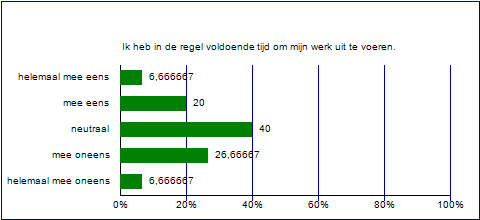 Ik heb in de regel voldoende tijd om mijn werk uit te voeren.
helemaal mee eens 6,666667
mee eens 20
neutraal 40
mee oneens 26,66667
helemaal mee oneens 6,666667
0% 20% 40% 60% 80% 100%